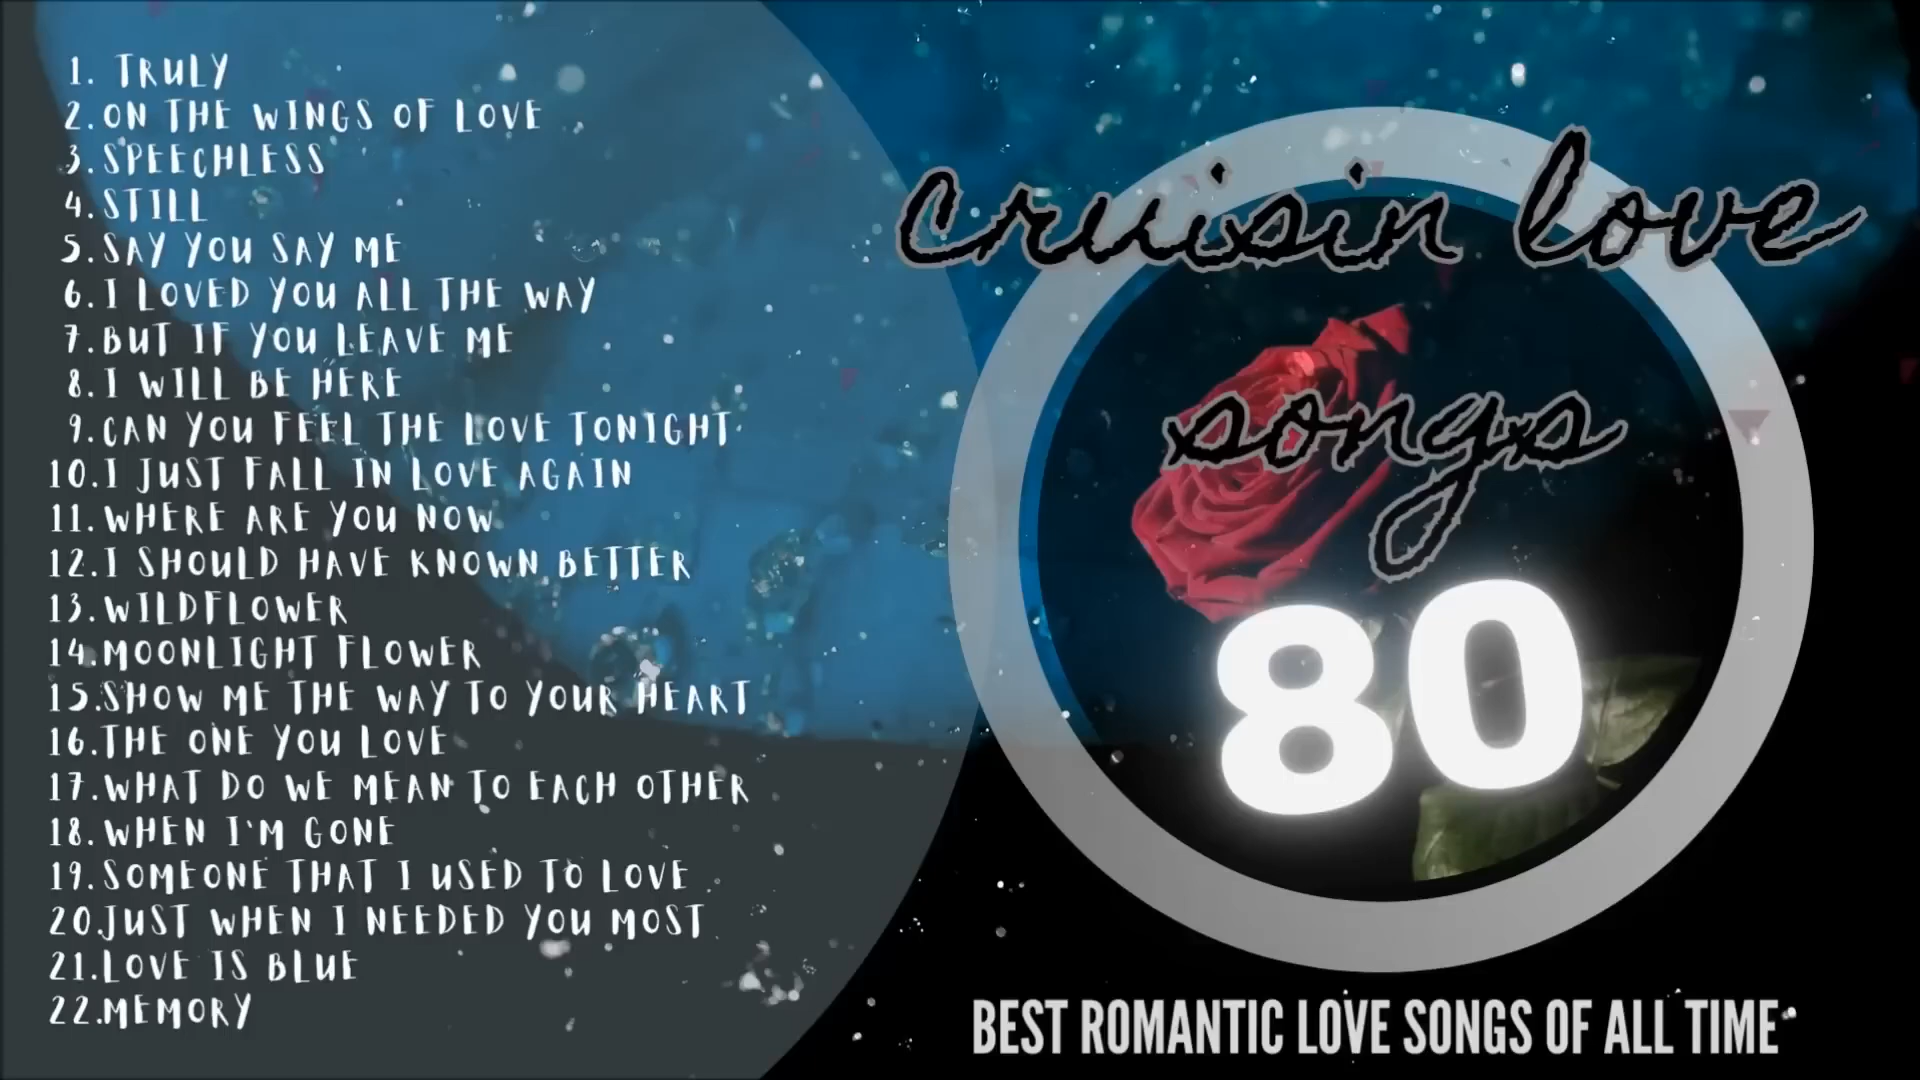 1. TRULY
2. ON THE WINGS OF LOVE
3. SPEECHLESS
4. STILL
5. SAY YOU SAY ME
6. I LOVED YOU ALL THE WAY
7. BUT IF YOU LEAVE ME
8. I WILL BE HERE
9. CAN YOU FEEL THE LOVE TONIGHT
10. I JUST FALL IN LOVE AGAIN
11. WHERE ARE YOU NOW
12. I SHOULD HAVE KNOWN BETTER
13. WILDFLOWER
14. MOONLIGHT FLOWER
15. SHOW ME THE WAY TO YOUR HEART
16. THE ONE YOU LOVE
17. WHAT DO WE MEAN TO EACH OTHER
18. WHEN I'M GONE
19. SOMEONE THAT I USED TO LOVE
20. JUST WHEN I NEEDED YOU MOST
21. LOVE IS BLUE
22. MEMORY
cruisin love
songs
80
BEST ROMANTIC LOVE SONGS OF ALL TIME